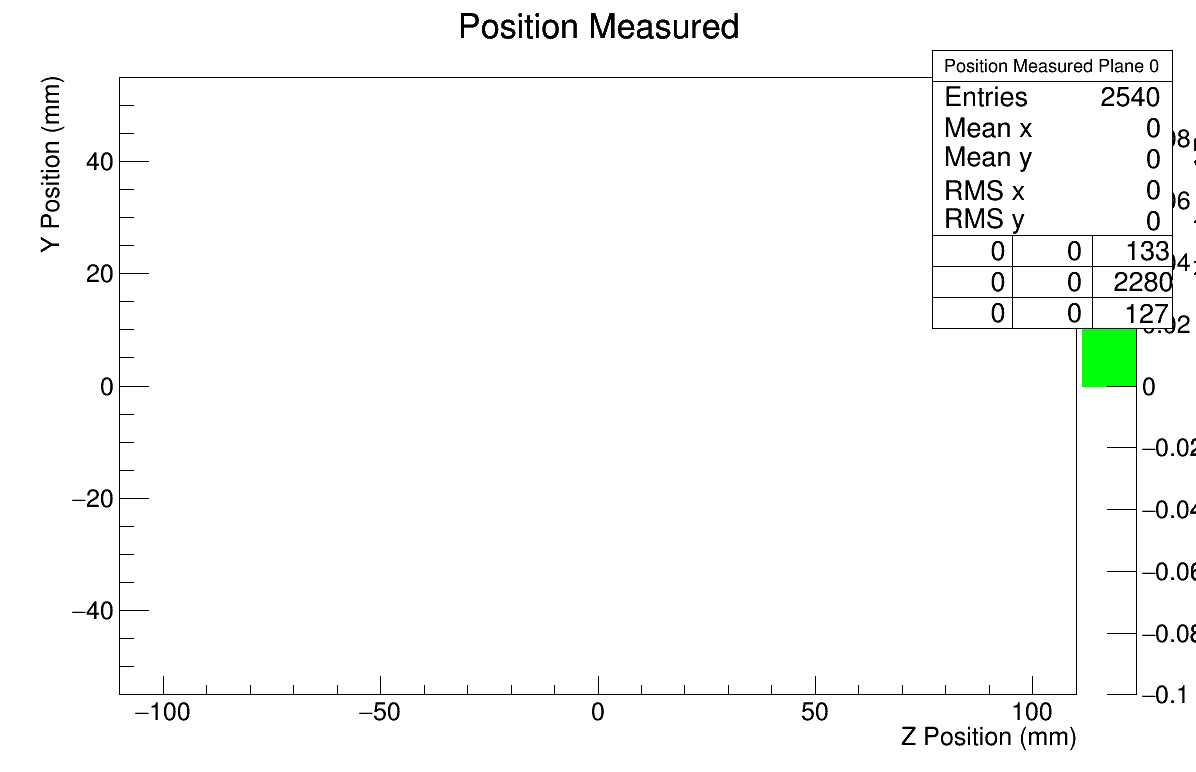 Position Measured
Position Measured Plane 0
Entries 2540
Mean x 0
Mean y 0
RMS x 0
RMS y 0
0 0 133
0 0 2280
0 0 127
Y Position (mm)
40
20
0
−20
−40
−100 −50 0 50 100
Z Position (mm)
0
−0.02
−0.04
−0.06
−0.08
−0.1